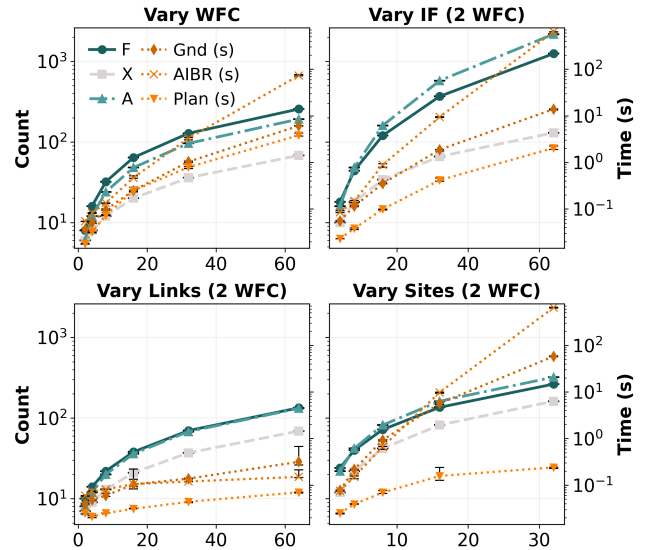 Vary WFC
Vary IF (2 WFC)
F
X
A
Gnd (s)
AIBR (s)
Plan (s)
Count
10³
10²
10¹
0
20
40
60
0
20
40
60
10²
10¹
10⁰
10⁻¹
Time (s)
Vary Links (2 WFC)
Vary Sites (2 WFC)
Count
10³
10²
10¹
0
20
40
60
10
20
30
10²
10¹
10⁰
10⁻¹
Time (s)